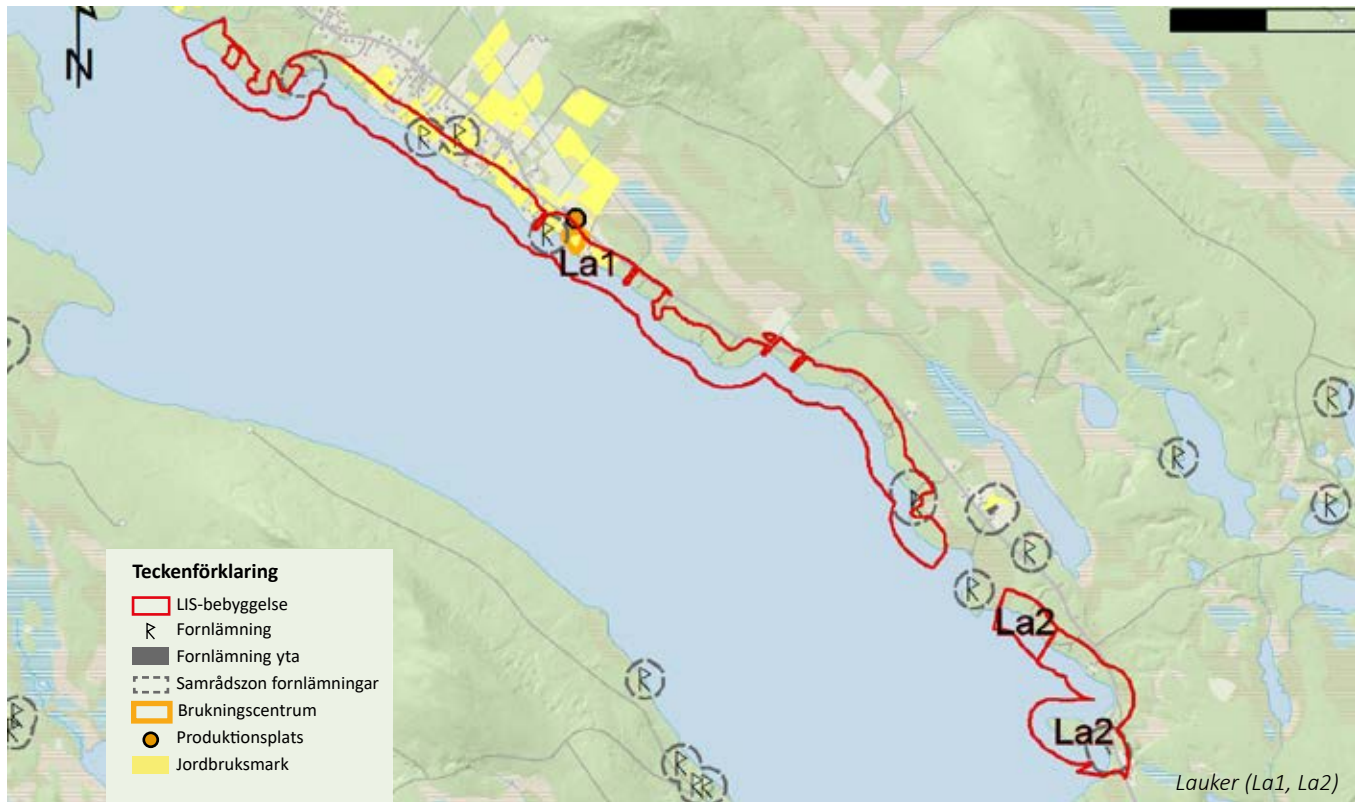 N
La1
La2
La2
Teckenförklaring
LIS-bebyggelse
Fornlämning
Fornlämning yta
Samrådszon fornlämningar
Brukningscentrum
Produktionsplats
Jordbruksmark
Lauker (La1, La2)